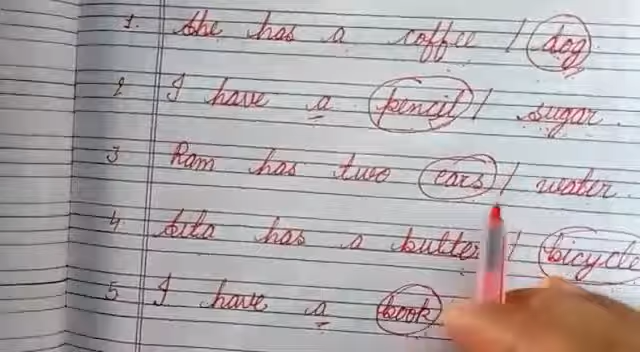 1. She has a coffee / dog
2. I have a pencil / sugar.
3 Ram has two ears / water.
4. Sita has a butter / bicycle
5 I have a book